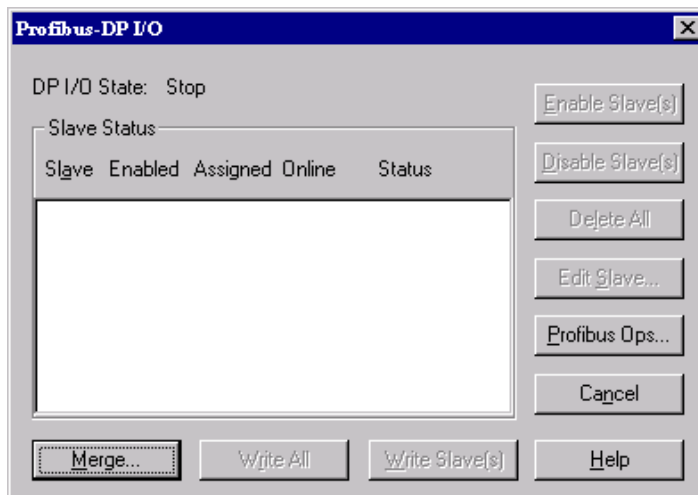 Profibus-DP I/O
DP I/O State: Stop
Enable Slave(s)
Slave Status
Slave Enabled Assigned Online Status
Disable Slave(s)
Delete All
Edit Slave...
Profibus Ops...
Cancel
Merge... Write All Write Slave(s) Help